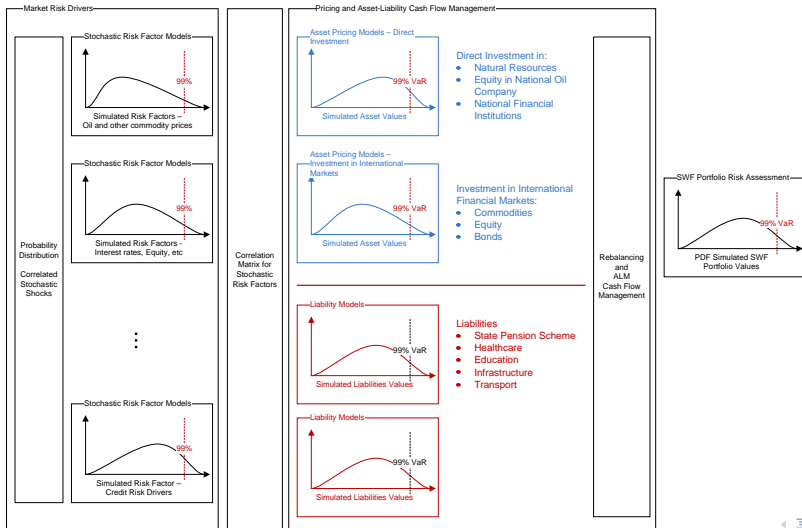 Market Risk Drivers
Probability
Distribution
Correlated
Stochastic
Shocks
Stochastic Risk Factor Models
99%
Simulated Risk Factors –
Oil and other commodity prices
Stochastic Risk Factor Models
99%
Simulated Risk Factors -
Interest rates, Equity, etc
Stochastic Risk Factor Models
99%
Simulated Risk Factor –
Credit Risk Drivers
Correlation
Matrix for
Stochastic
Risk Factors
Pricing and Asset-Liability Cash Flow Management
Asset Pricing Models – Direct
Investment
99% VaR
Simulated Asset Values
Direct Investment in:
• Natural Resources
• Equity in National Oil
Company
• National Financial
Institutions
Asset Pricing Models –
Investment in International
Markets
99% VaR
Simulated Asset Values
Investment in International
Financial Markets:
• Commodities
• Equity
• Bonds
Liability Models
99% VaR
Simulated Liabilities Values
Liabilities
• State Pension Scheme
• Healthcare
• Education
• Infrastructure
• Transport
Liability Models
99% VaR
Simulated Liabilities Values
Rebalancing
and
ALM
Cash Flow
Management
SWF Portfolio Risk Assessment
99% VaR
PDF Simulated SWF
Portfolio Values